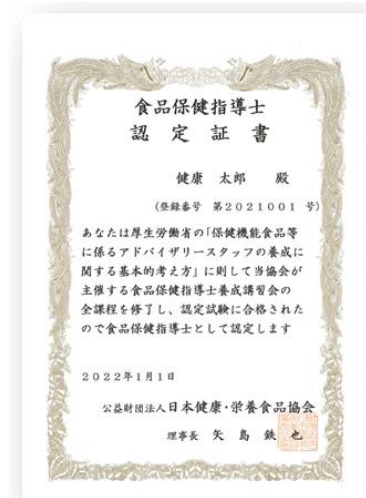 食品保健指導士
認定証書
健康 太郎 殿
(登録番号 第2021001号)
あなたは厚生労働省の「保健機能食品等
に係るアドバイザリースタッフの養成に
関する基本的考え方」に則して当協会が
主催する食品保健指導士養成講習会の
全課程を修了し、認定試験に合格された
ので食品保健指導士として認定します
2022年1月1日
公益財団法人日本健康・栄養食品協会
理事長 矢島 鉄也